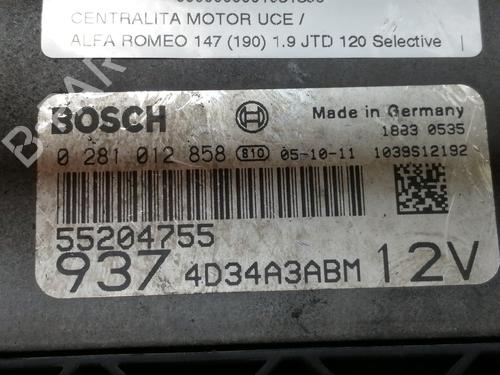 CENTRALITA MOTOR UCE /
ALFA ROMEO 147 (190) 1.9 JTD 120 Selective
BOSCH
Made in Germany
1883 0535
0 281 012 858 810 05-10-11 1039S12192
55204755
937 4D34A3ABM 12V